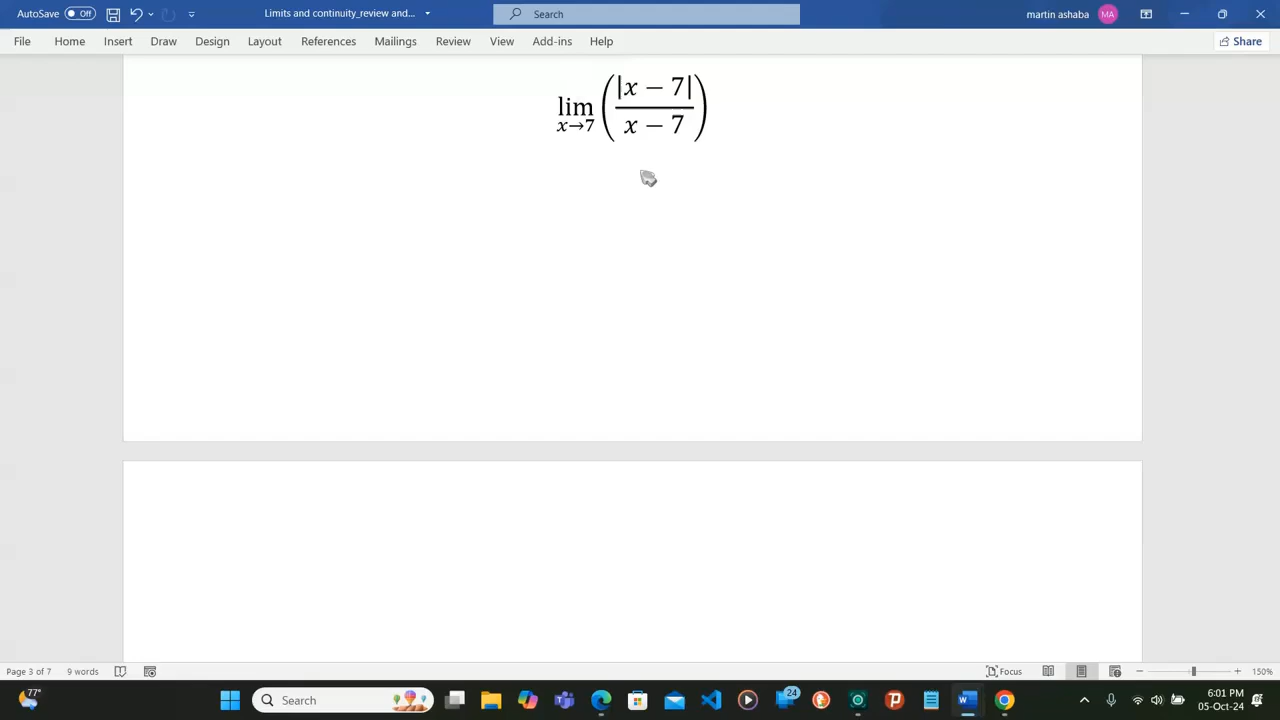 AutoSave Off Limits and continuity_review and... Search martin ashaba MA
File Home Insert Draw Design Layout References Mailings Review View Add-ins Help Share
lim x→7 (|x − 7| / x − 7)
Page 3 of 7 9 words Focus 150%
77° Search 24 6:01 PM
05-Oct-24